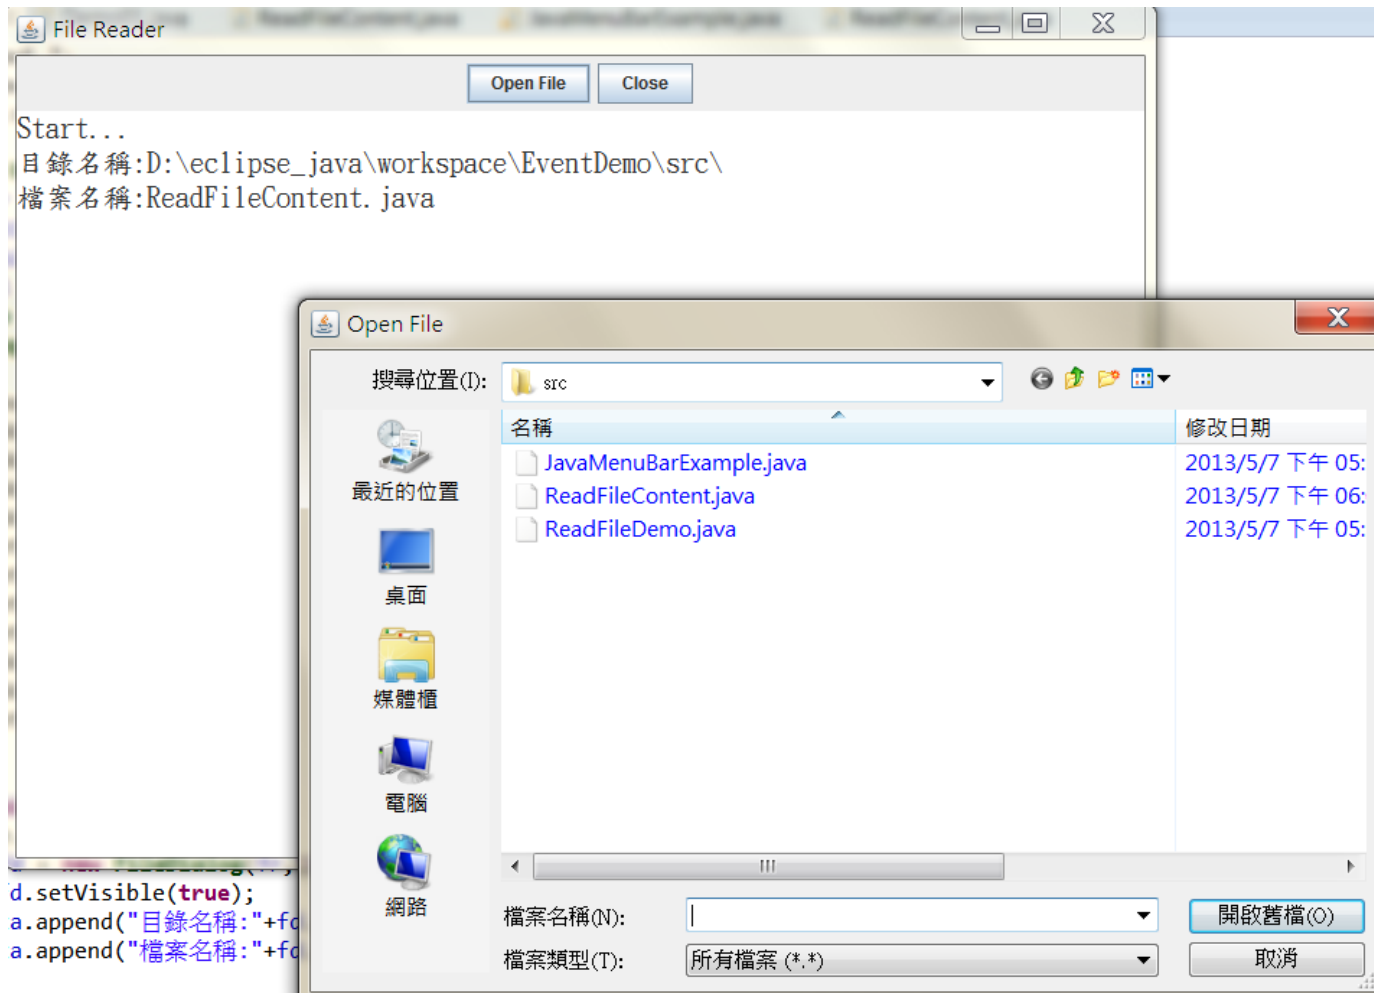 File Reader
Open File Close
Start...
目錄名稱:D:\eclipse_java\workspace\EventDemo\src\
檔案名稱:ReadFileContent.java
Open File
搜尋位置(I): src
名稱 修改日期
JavaMenuBarExample.java 2013/5/7 下午 05:
ReadFileContent.java 2013/5/7 下午 06:
ReadFileDemo.java 2013/5/7 下午 05:
最近的位置
桌面
媒體櫃
電腦
網路
檔案名稱(N): 開啟舊檔(O)
檔案類型(T): 所有檔案 (*.*) 取消
d.setVisible(true);
a.append("目錄名稱:"+fd
a.append("檔案名稱:"+fd